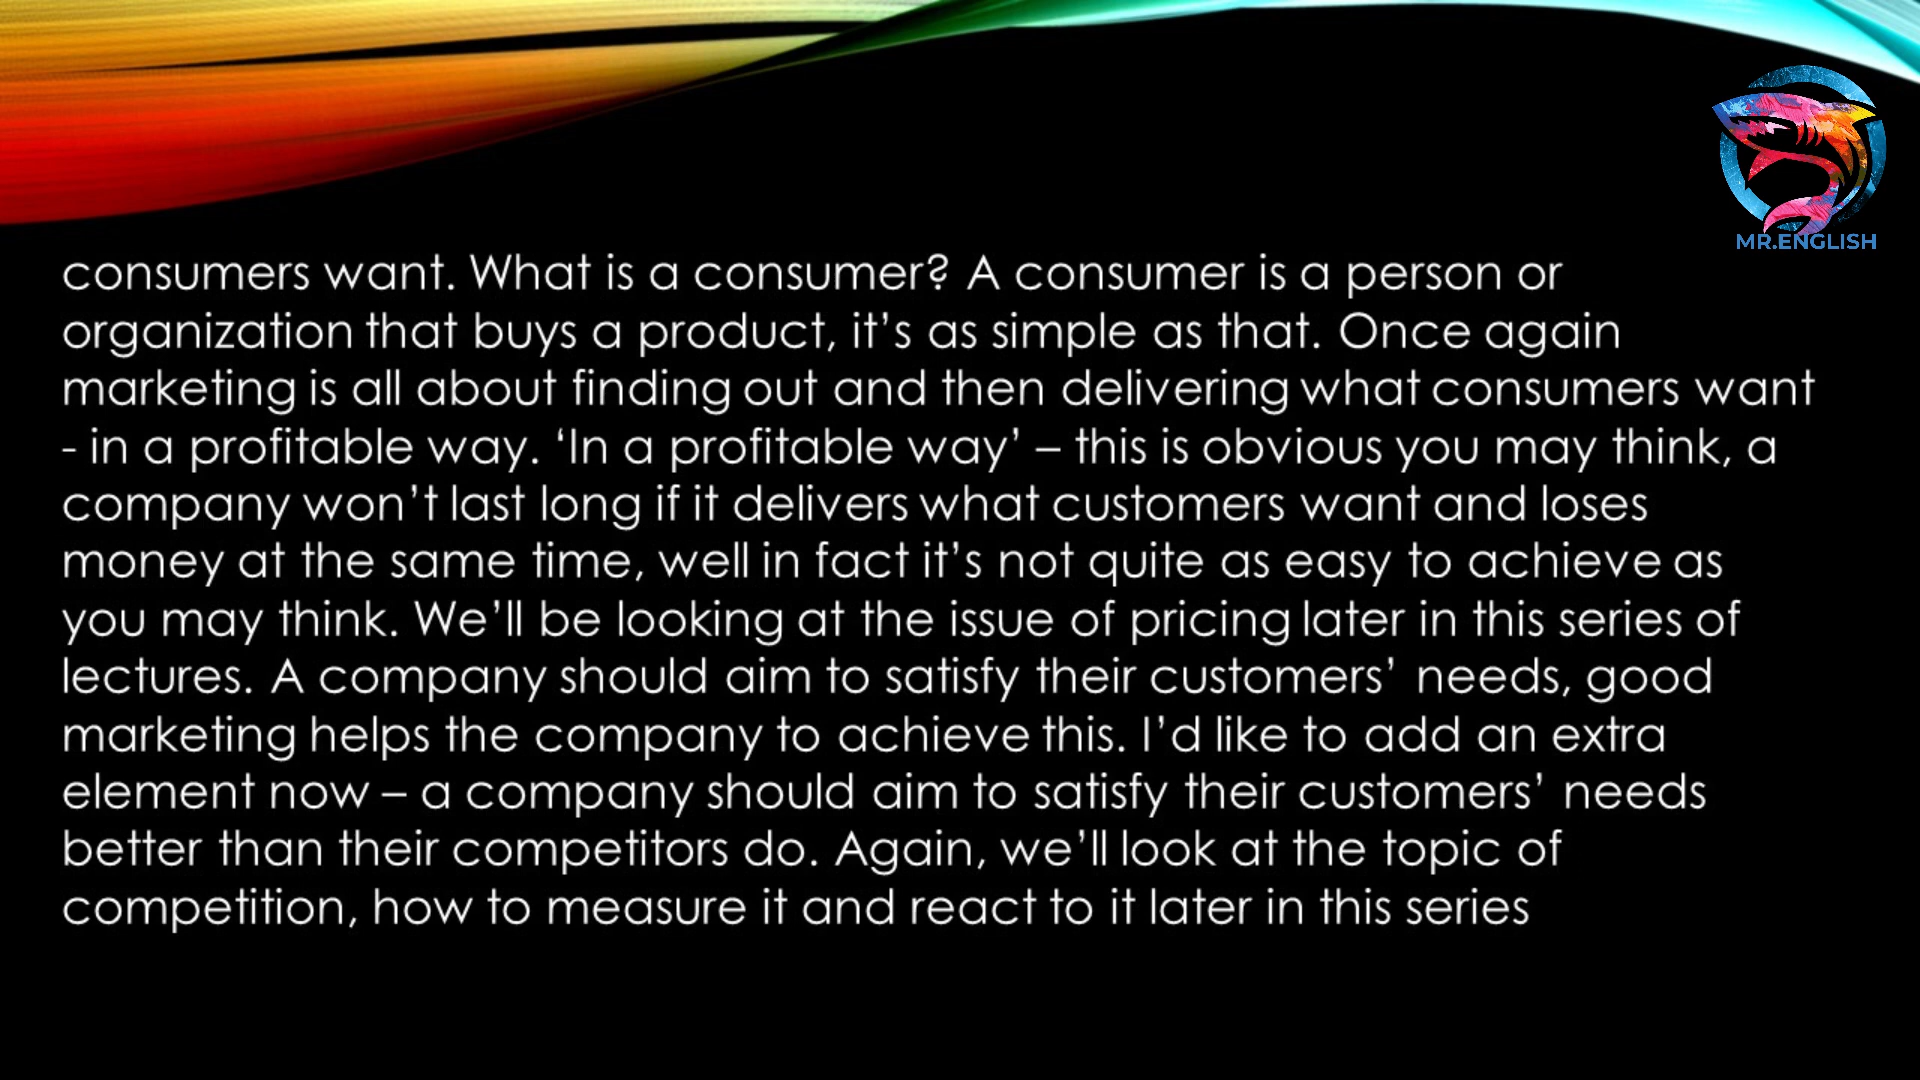 MR.ENGLISH
consumers want. What is a consumer? A consumer is a person or
organization that buys a product, it’s as simple as that. Once again
marketing is all about finding out and then delivering what consumers want
- in a profitable way. ‘In a profitable way’ – this is obvious you may think, a
company won’t last long if it delivers what customers want and loses
money at the same time, well in fact it’s not quite as easy to achieve as
you may think. We’ll be looking at the issue of pricing later in this series of
lectures. A company should aim to satisfy their customers’ needs, good
marketing helps the company to achieve this. I’d like to add an extra
element now – a company should aim to satisfy their customers’ needs
better than their competitors do. Again, we’ll look at the topic of
competition, how to measure it and react to it later in this series